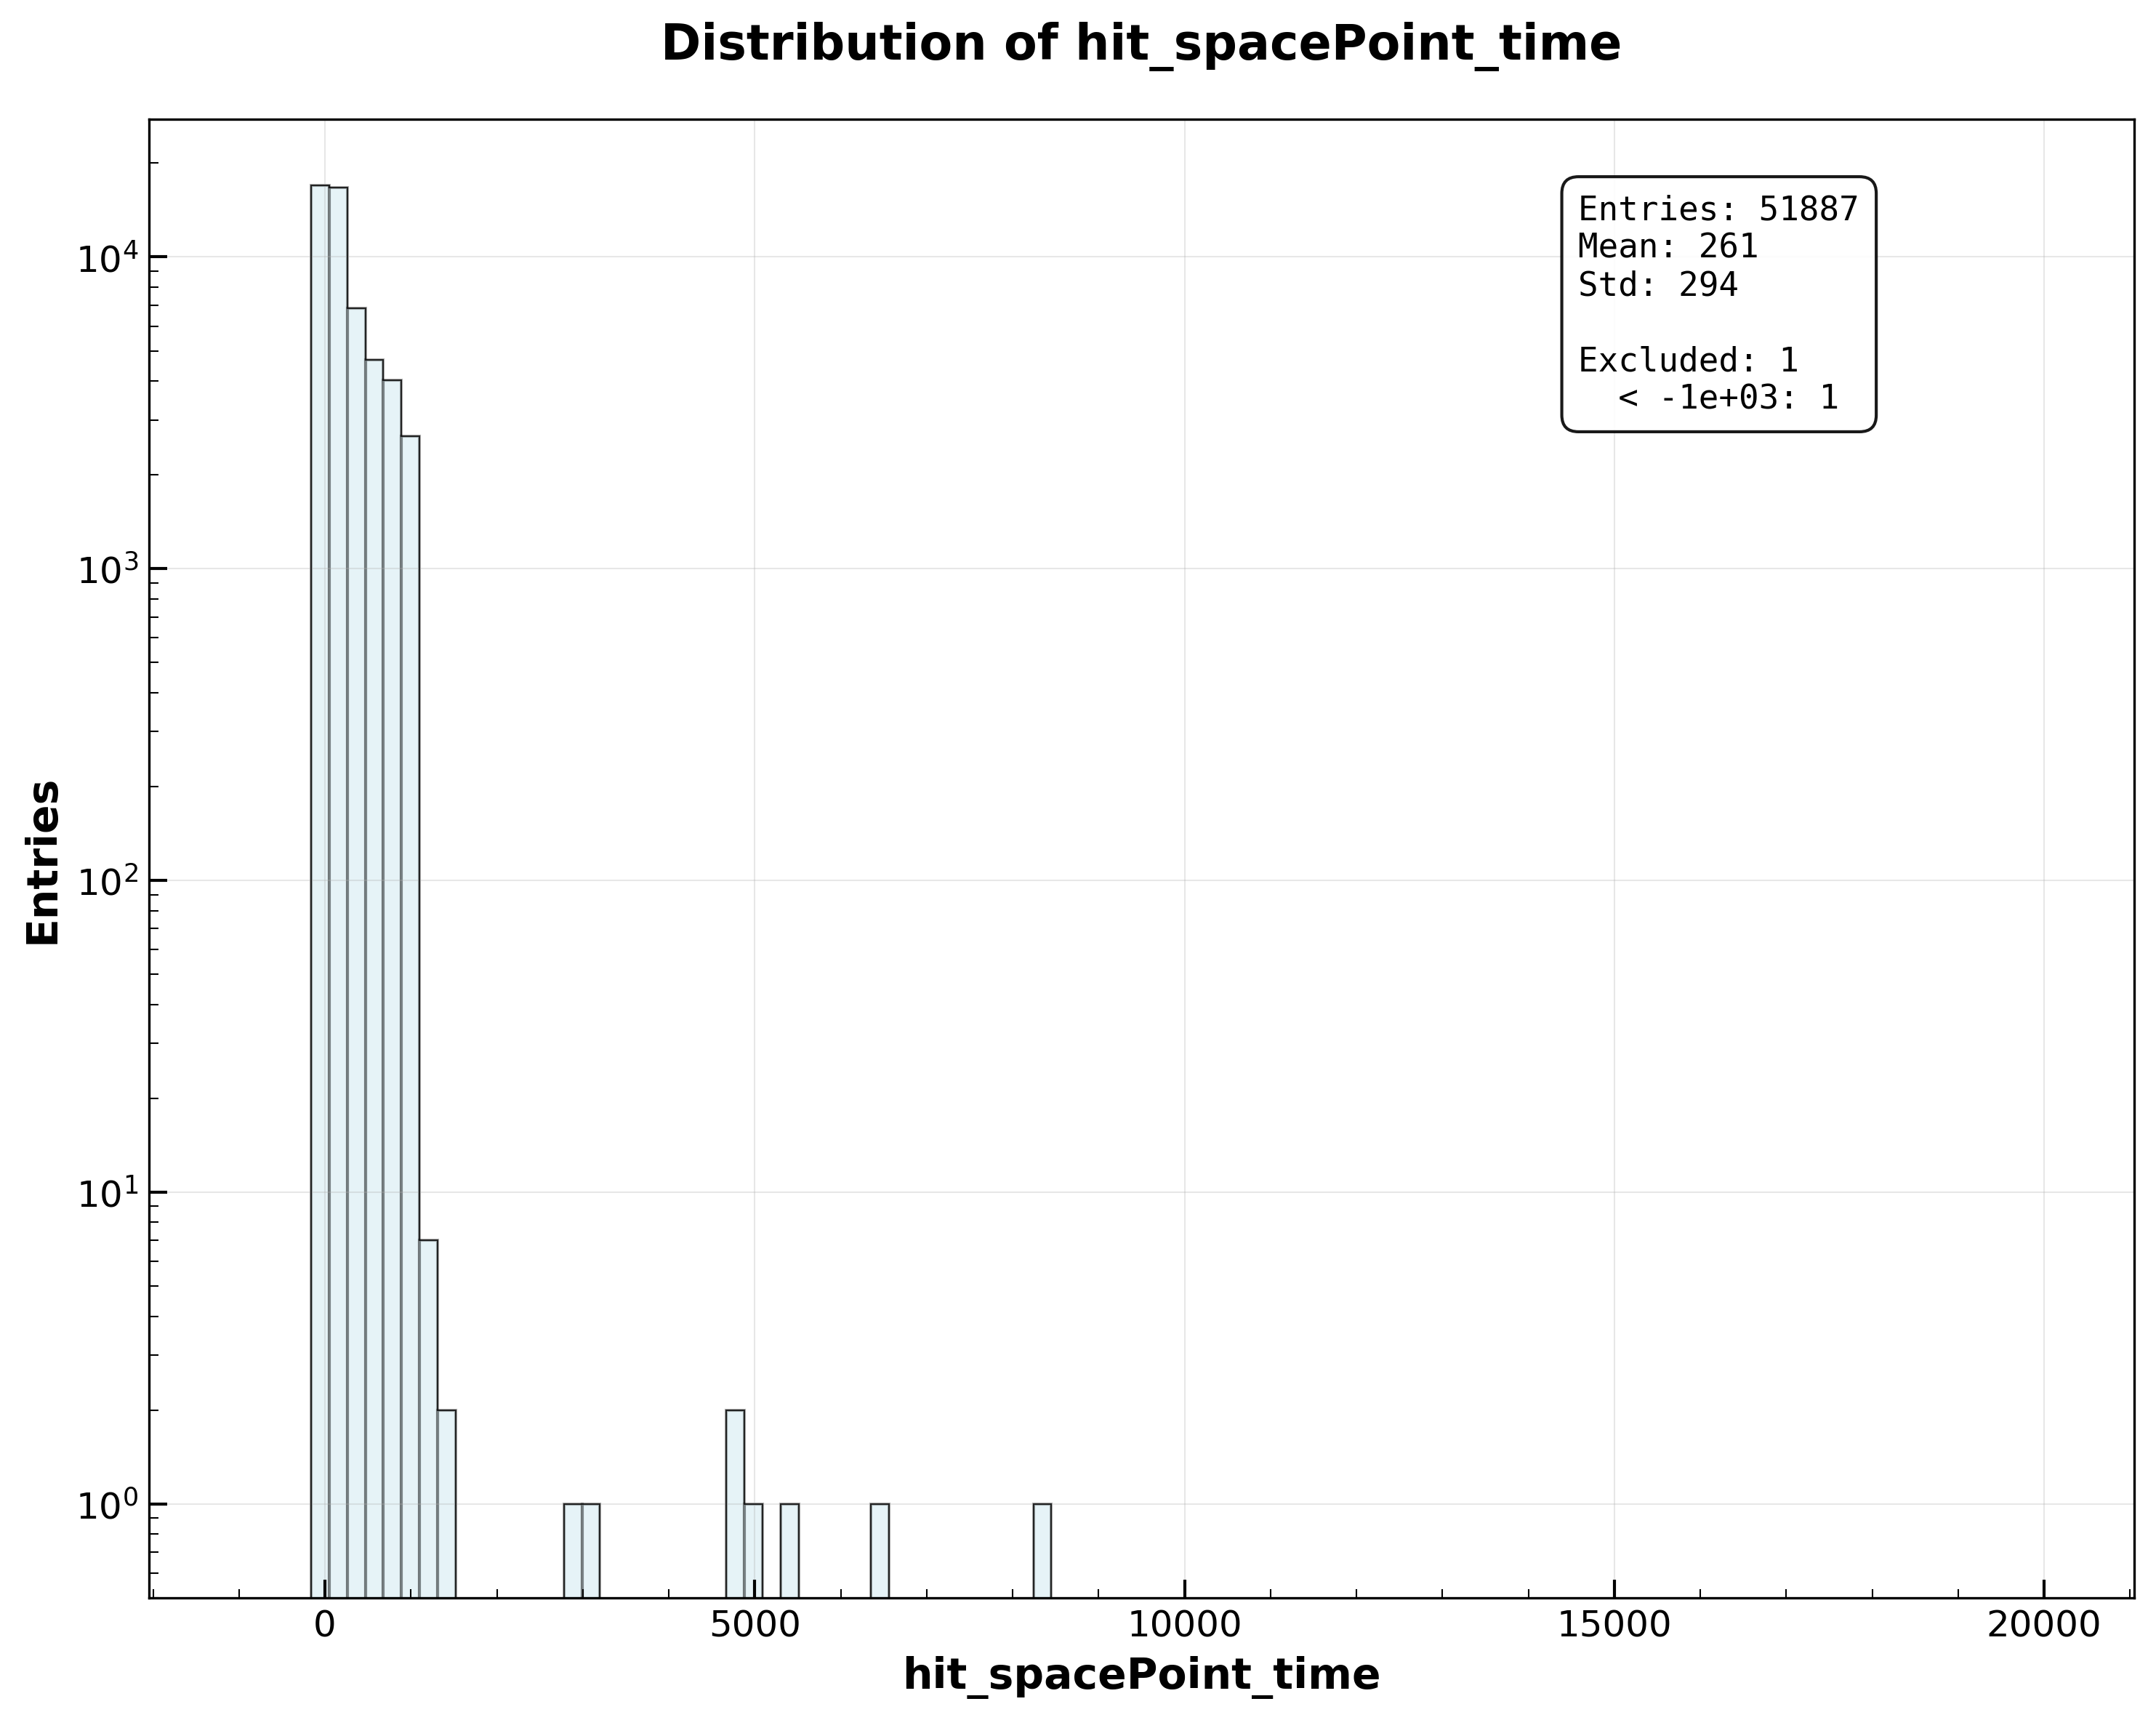 Distribution of hit_spacePoint_time
Entries: 51887
Mean: 261
Std: 294
Excluded: 1
< -1e+03: 1
Entries
10^4
10^3
10^2
10^1
10^0
0
5000
10000
15000
20000
hit_spacePoint_time